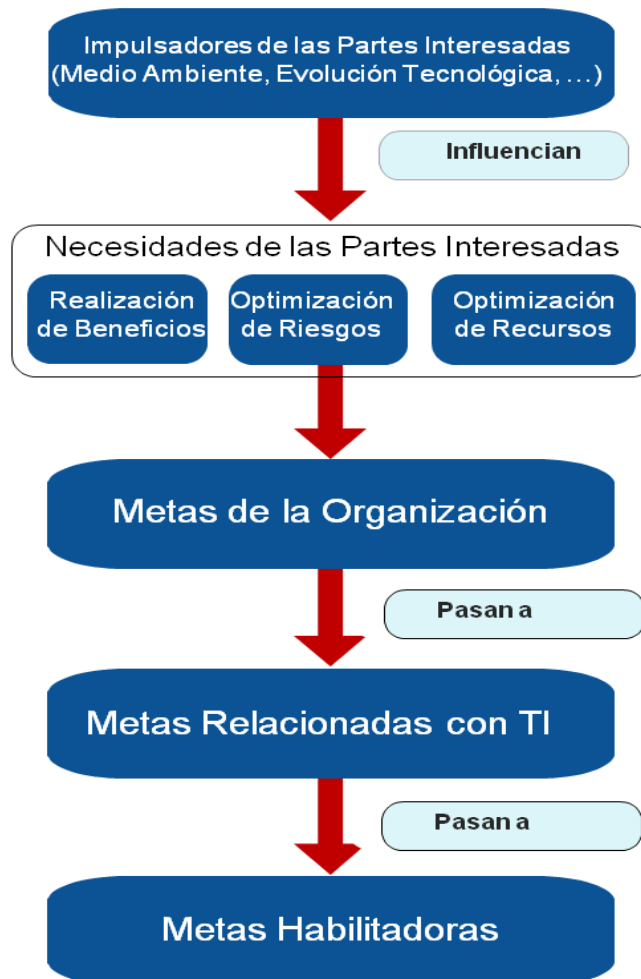 Impulsadores de las Partes Interesadas
(Medio Ambiente, Evolución Tecnológica, ...)
Influencian
Necesidades de las Partes Interesadas
Realización
de Beneficios
Optimización
de Riesgos
Optimización
de Recursos
Metas de la Organización
Pasan a
Metas Relacionadas con TI
Pasan a
Metas Habilitadoras